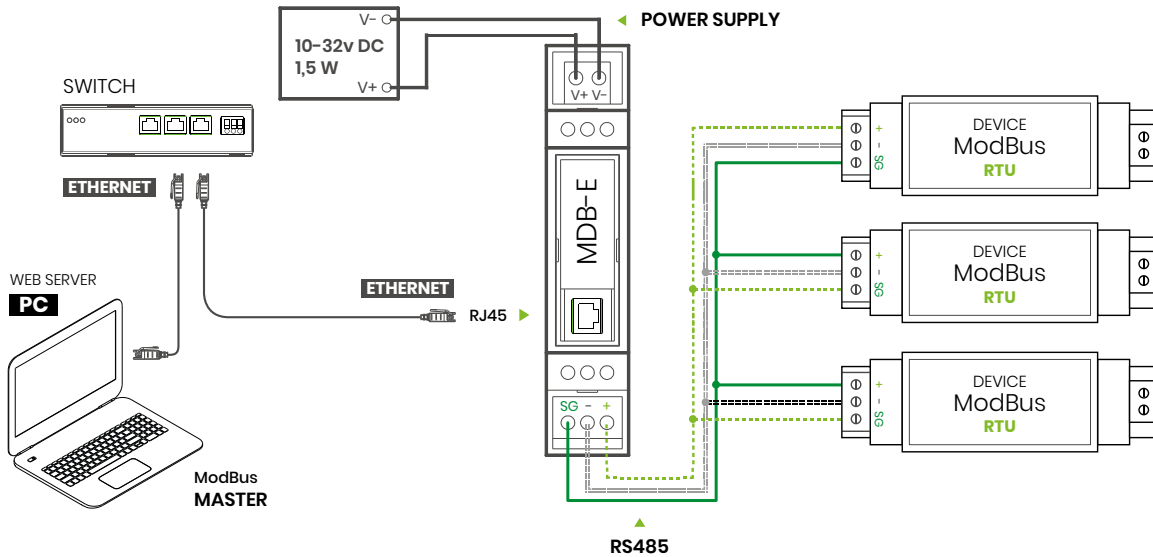 V-
POWER SUPPLY
10-32v DC
1,5 W
V+
V+ V-
SWITCH
ETHERNET
MDB-E
WEB SERVER
PC
ETHERNET
RJ45
ModBus
MASTER
SG - +
RS485
+
-
SG
DEVICE
ModBus
RTU
+
-
SG
DEVICE
ModBus
RTU
+
-
SG
DEVICE
ModBus
RTU